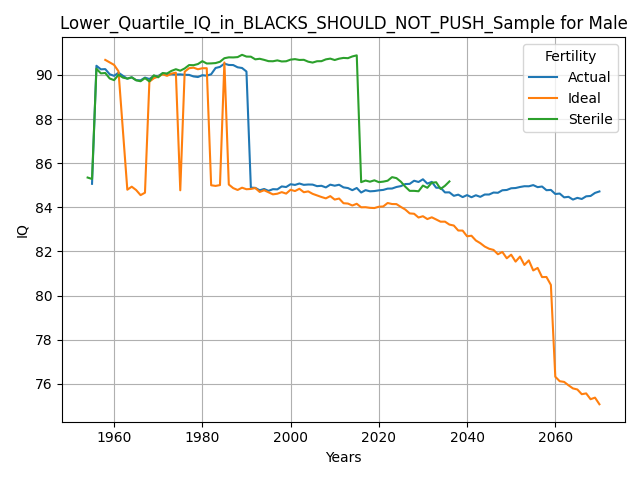 Lower_Quartile_IQ_in_BLACKS_SHOULD_NOT_PUSH_Sample for Male
Fertility
Actual
Ideal
Sterile
IQ
90
88
86
84
82
80
78
76
1960
1980
2000
2020
2040
2060
Years